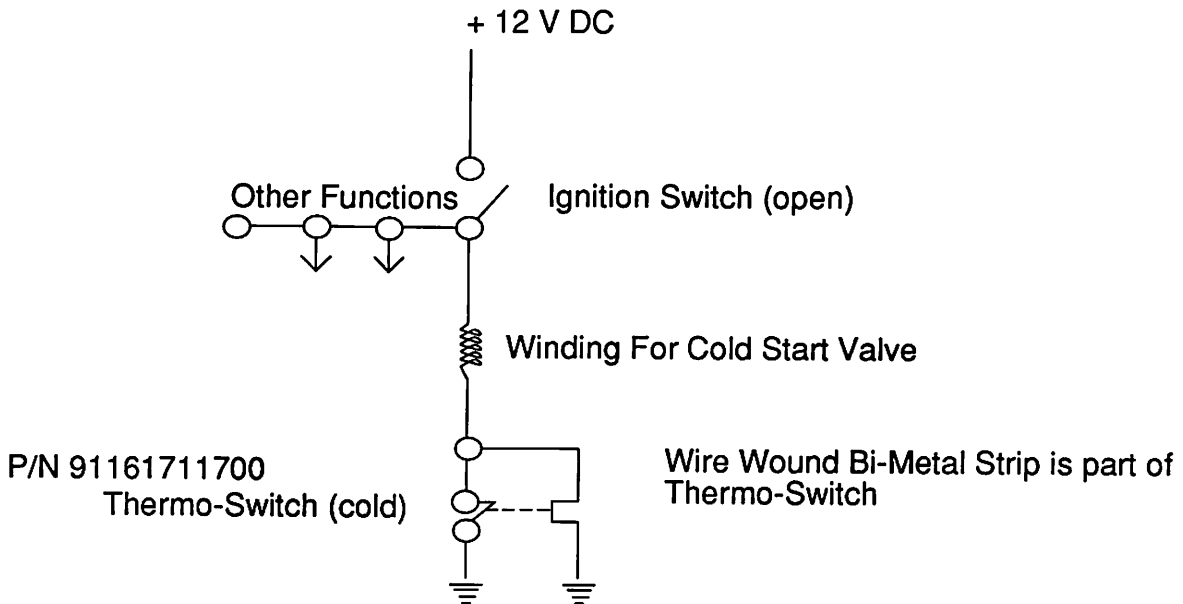 + 12 V DC
Other Functions
Ignition Switch (open)
Winding For Cold Start Valve
P/N 91161711700
Thermo-Switch (cold)
Wire Wound Bi-Metal Strip is part of
Thermo-Switch